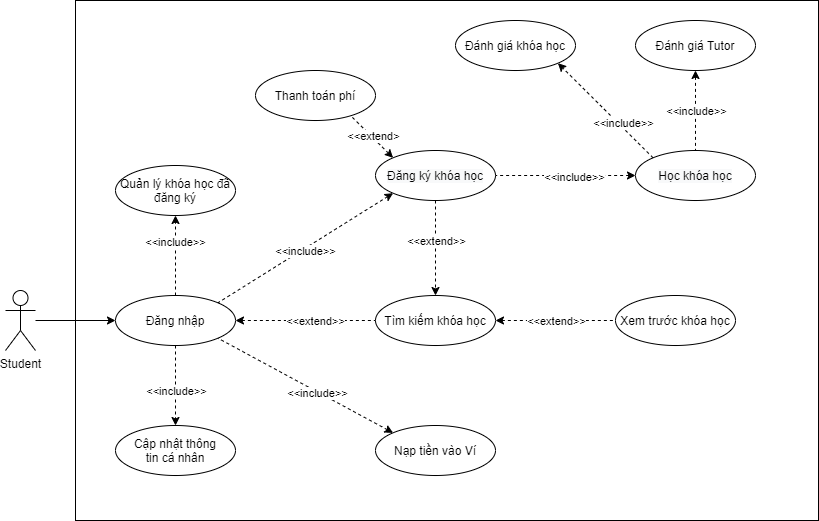 Đánh giá khóa học
Đánh giá Tutor
Thanh toán phí
<<include>>
<<include>>
<<extend>
Quản lý khóa học đã
đăng ký
Đăng ký khóa học
<<include>>
Học khóa học
<<include>>
<<include>>
<<extend>>
Đăng nhập
<<extend>>
Tìm kiếm khóa học
<<extend>>
Xem trước khóa học
Student
<<include>>
<<include>>
Cập nhật thông
tin cá nhân
Nạp tiền vào Ví